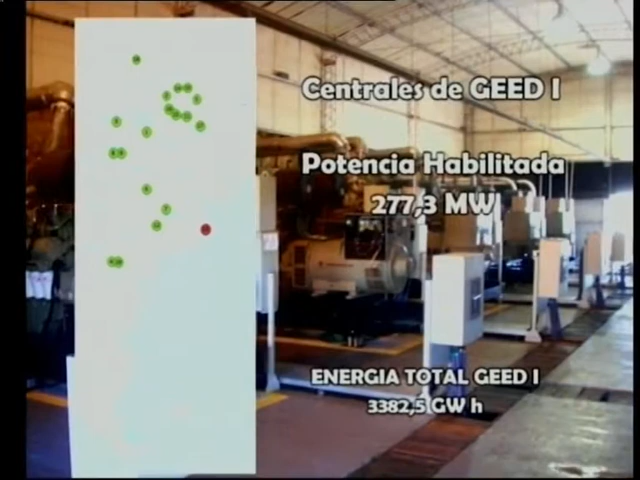 Centrales de GEED I
Potencia Habilitada
277,3 MW
ENERGIA TOTAL GEED I
3382,5 GW h